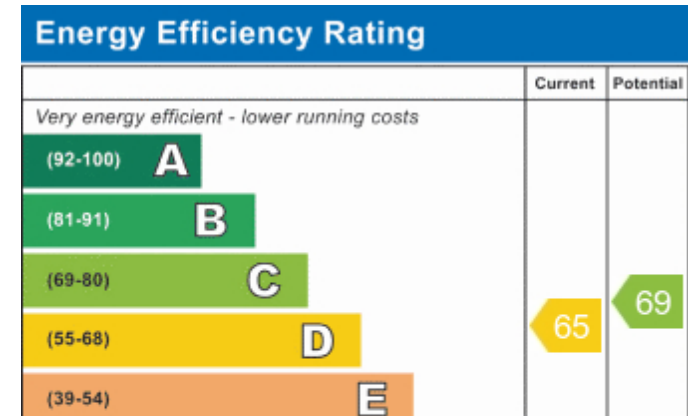 Energy Efficiency Rating
Current Potential
Very energy efficient - lower running costs
(92-100) A
(81-91) B
(69-80) C
69
(55-68) D 65
(39-54) E